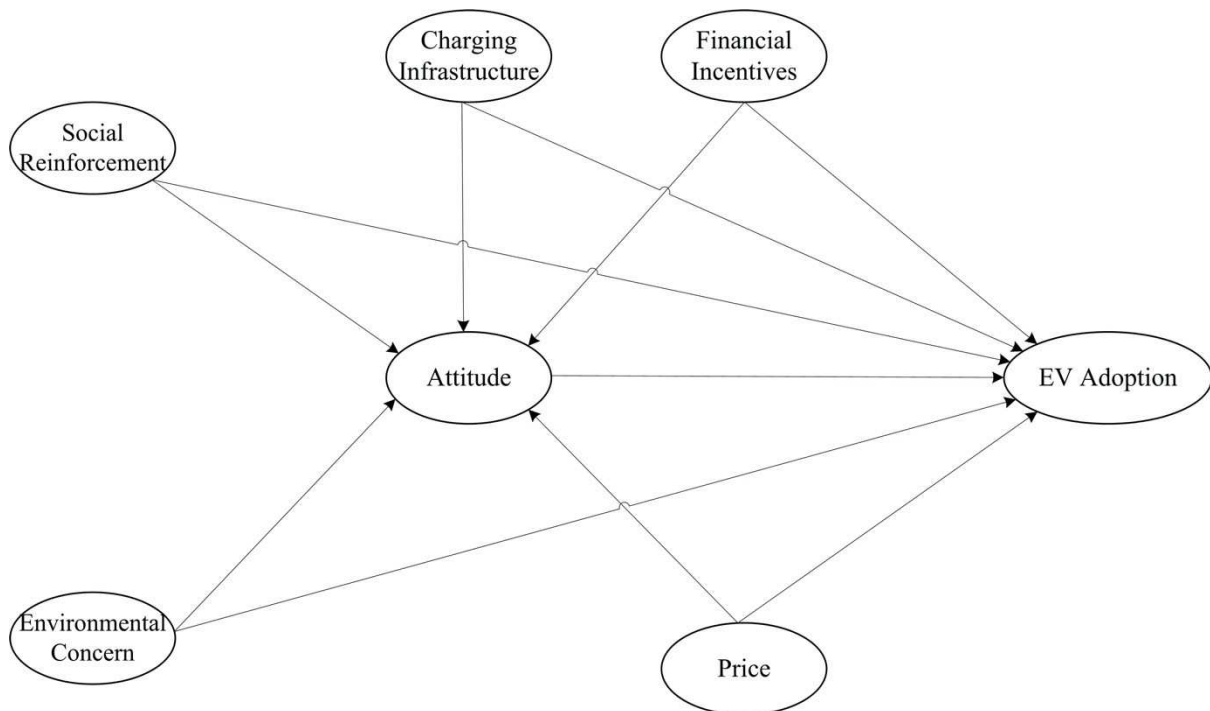 Charging
Infrastructure
Financial
Incentives
Social
Reinforcement
Attitude
EV Adoption
Environmental
Concern
Price